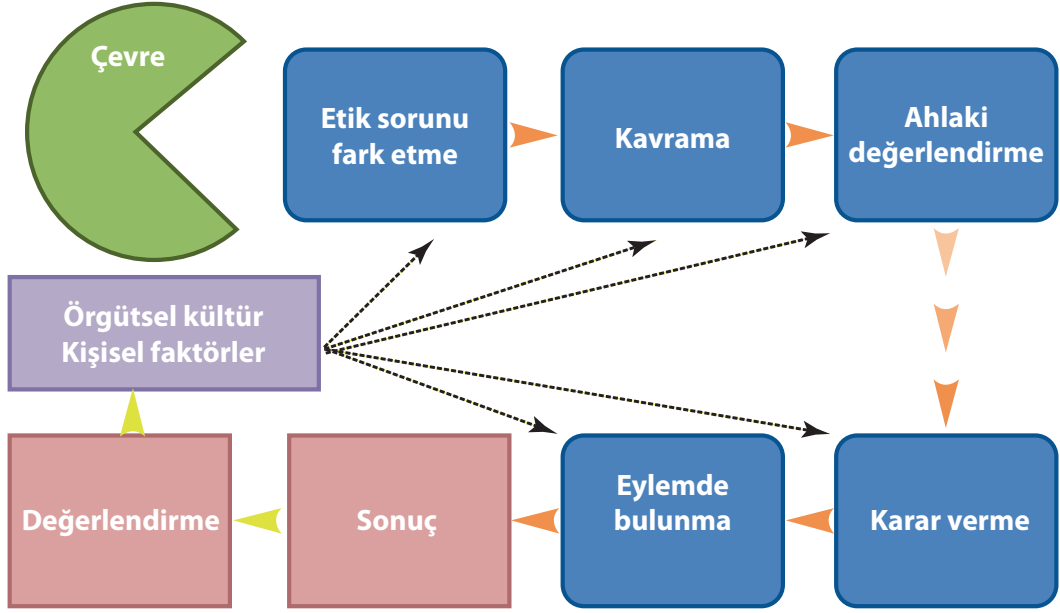 Çevre
Etik sorunu
fark etme
Kavrama
Ahlaki
değerlendirme
Örgütsel kültür
Kişisel faktörler
Değerlendirme
Sonuç
Eylemde
bulunma
Karar verme